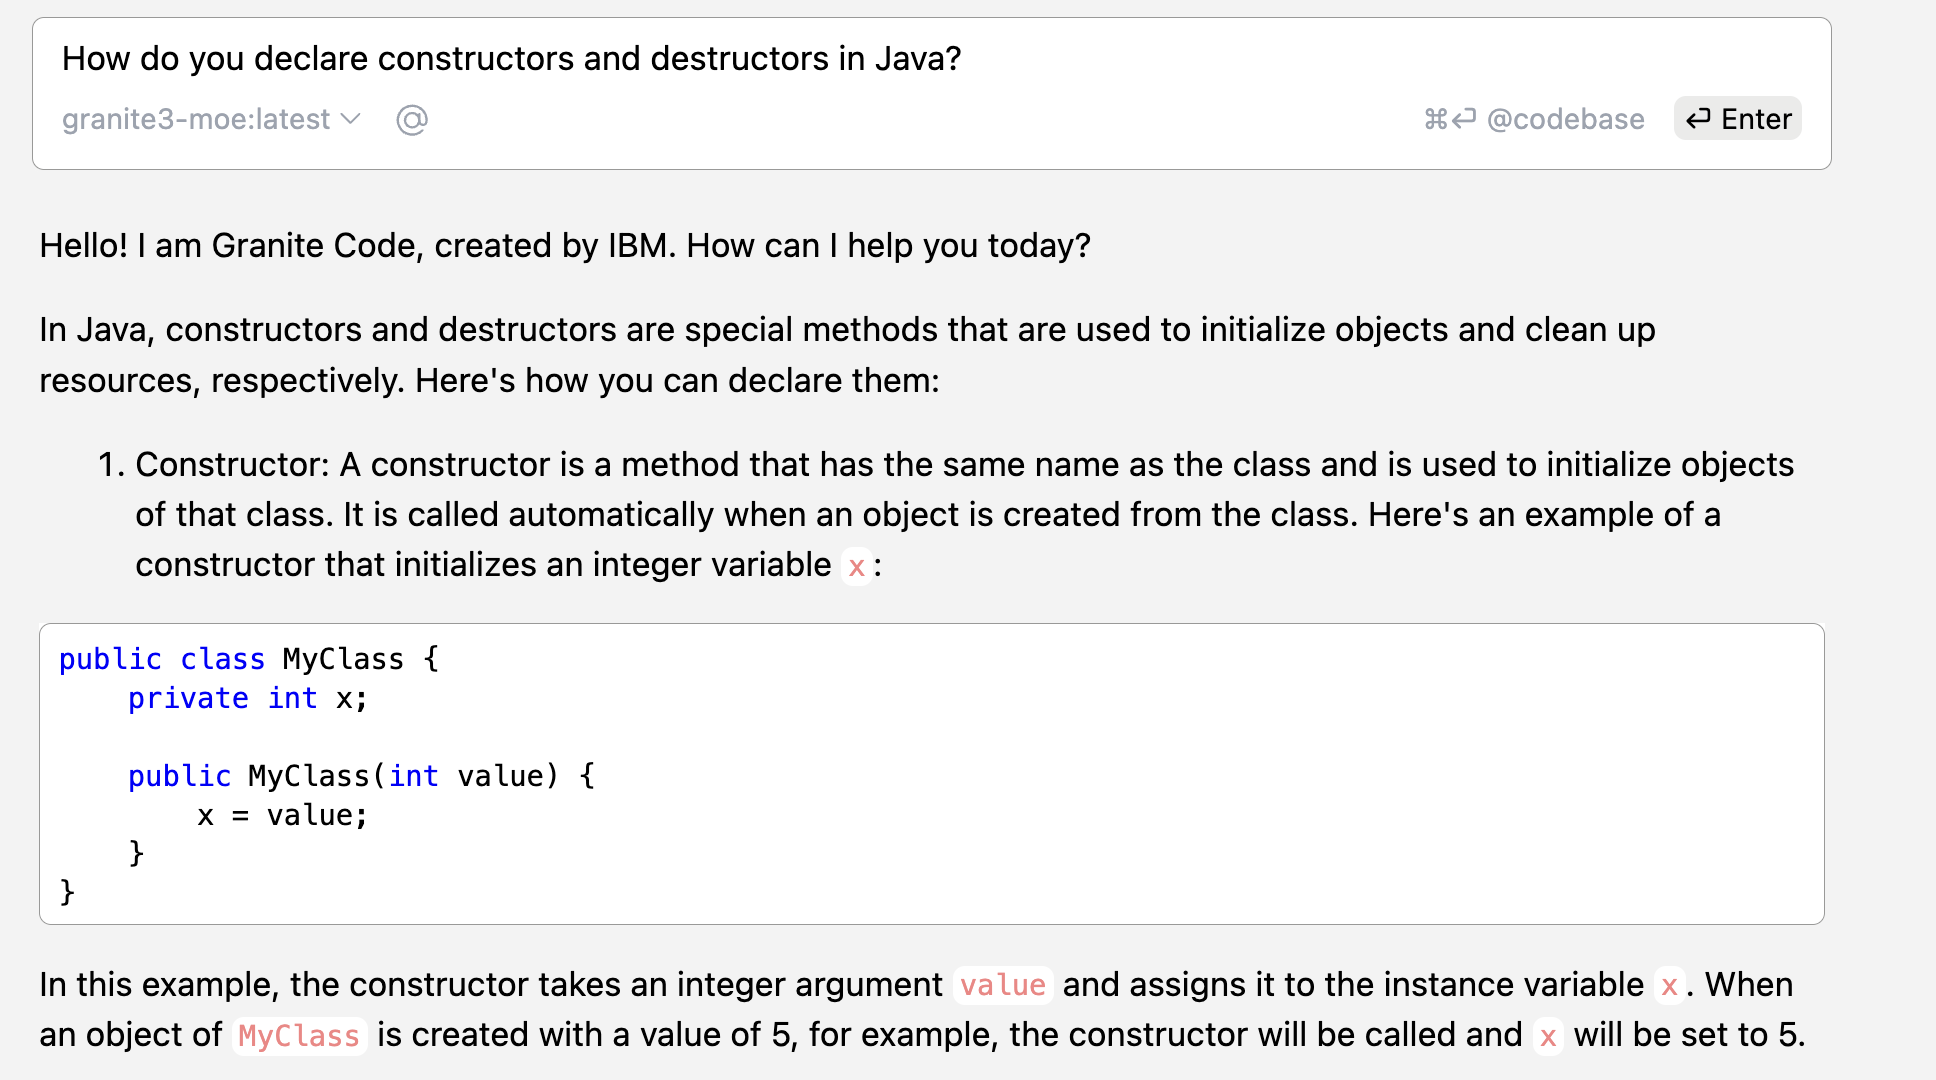 How do you declare constructors and destructors in Java?
granite3-moe:latest @ ⌘⏎ @codebase ⏎ Enter
Hello! I am Granite Code, created by IBM. How can I help you today?
In Java, constructors and destructors are special methods that are used to initialize objects and clean up
resources, respectively. Here's how you can declare them:
1. Constructor: A constructor is a method that has the same name as the class and is used to initialize objects
of that class. It is called automatically when an object is created from the class. Here's an example of a
constructor that initializes an integer variable x:
public class MyClass {
    private int x;
    public MyClass(int value) {
        x = value;
    }
}
In this example, the constructor takes an integer argument value and assigns it to the instance variable x. When
an object of MyClass is created with a value of 5, for example, the constructor will be called and x will be set to 5.